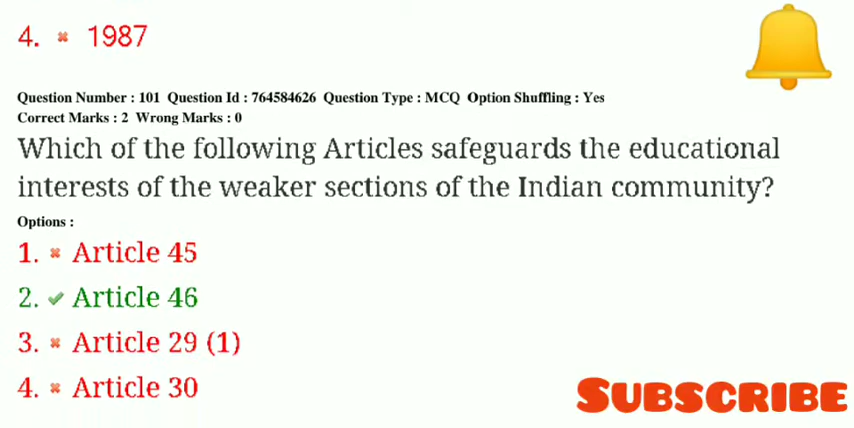 4. 1987
Question Number : 101 Question Id : 764584626 Question Type : MCQ Option Shuffling : Yes
Correct Marks : 2 Wrong Marks : 0
Which of the following Articles safeguards the educational
interests of the weaker sections of the Indian community?
Options :
1. Article 45
2. Article 46
3. Article 29 (1)
4. Article 30
SUBSCRIBE